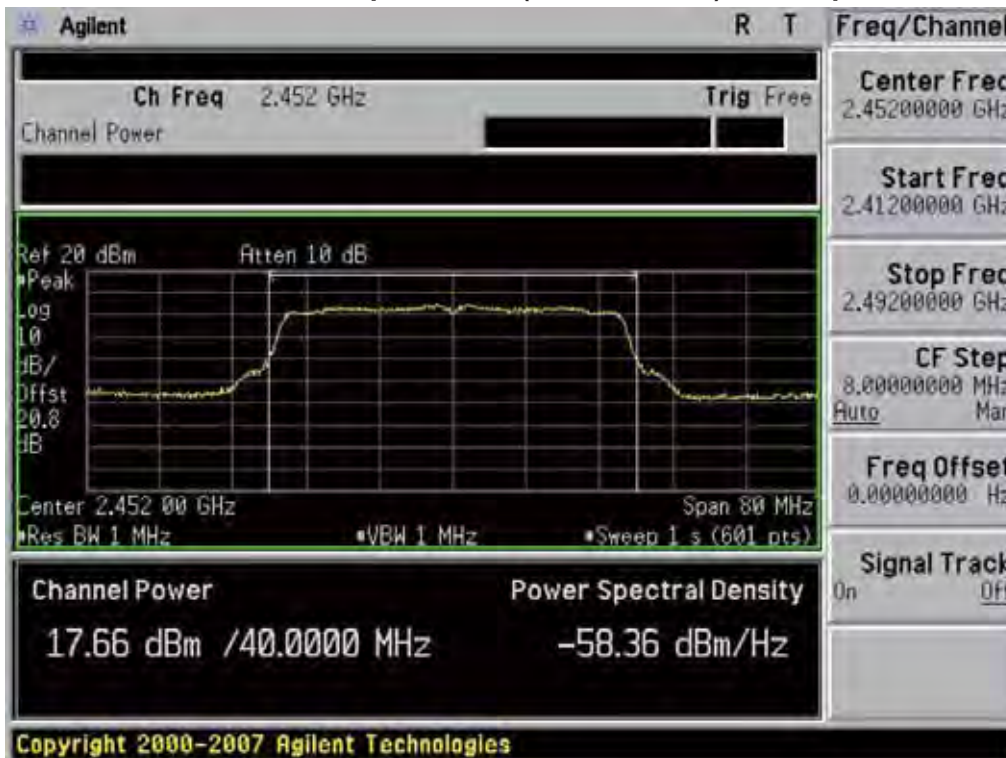 Agilent R T Freq/Channel
Ch Freq 2.452 GHz Trig Free
Channel Power
Center Freq
2.45200000 GHz
Start Freq
2.41200000 GHz
Stop Freq
2.49200000 GHz
CF Step
8.00000000 MHz
Auto Man
Freq Offset
0.00000000 Hz
Signal Track
On Off
Ref 20 dBm Atten 10 dB
Peak
Log
10
dB/
Offst
20.8
dB
Center 2.452 00 GHz Span 80 MHz
Res BW 1 MHz VBW 1 MHz Sweep 1 s (601 pts)
Channel Power Power Spectral Density
17.66 dBm /40.0000 MHz -58.36 dBm/Hz
Copyright 2000-2007 Agilent Technologies